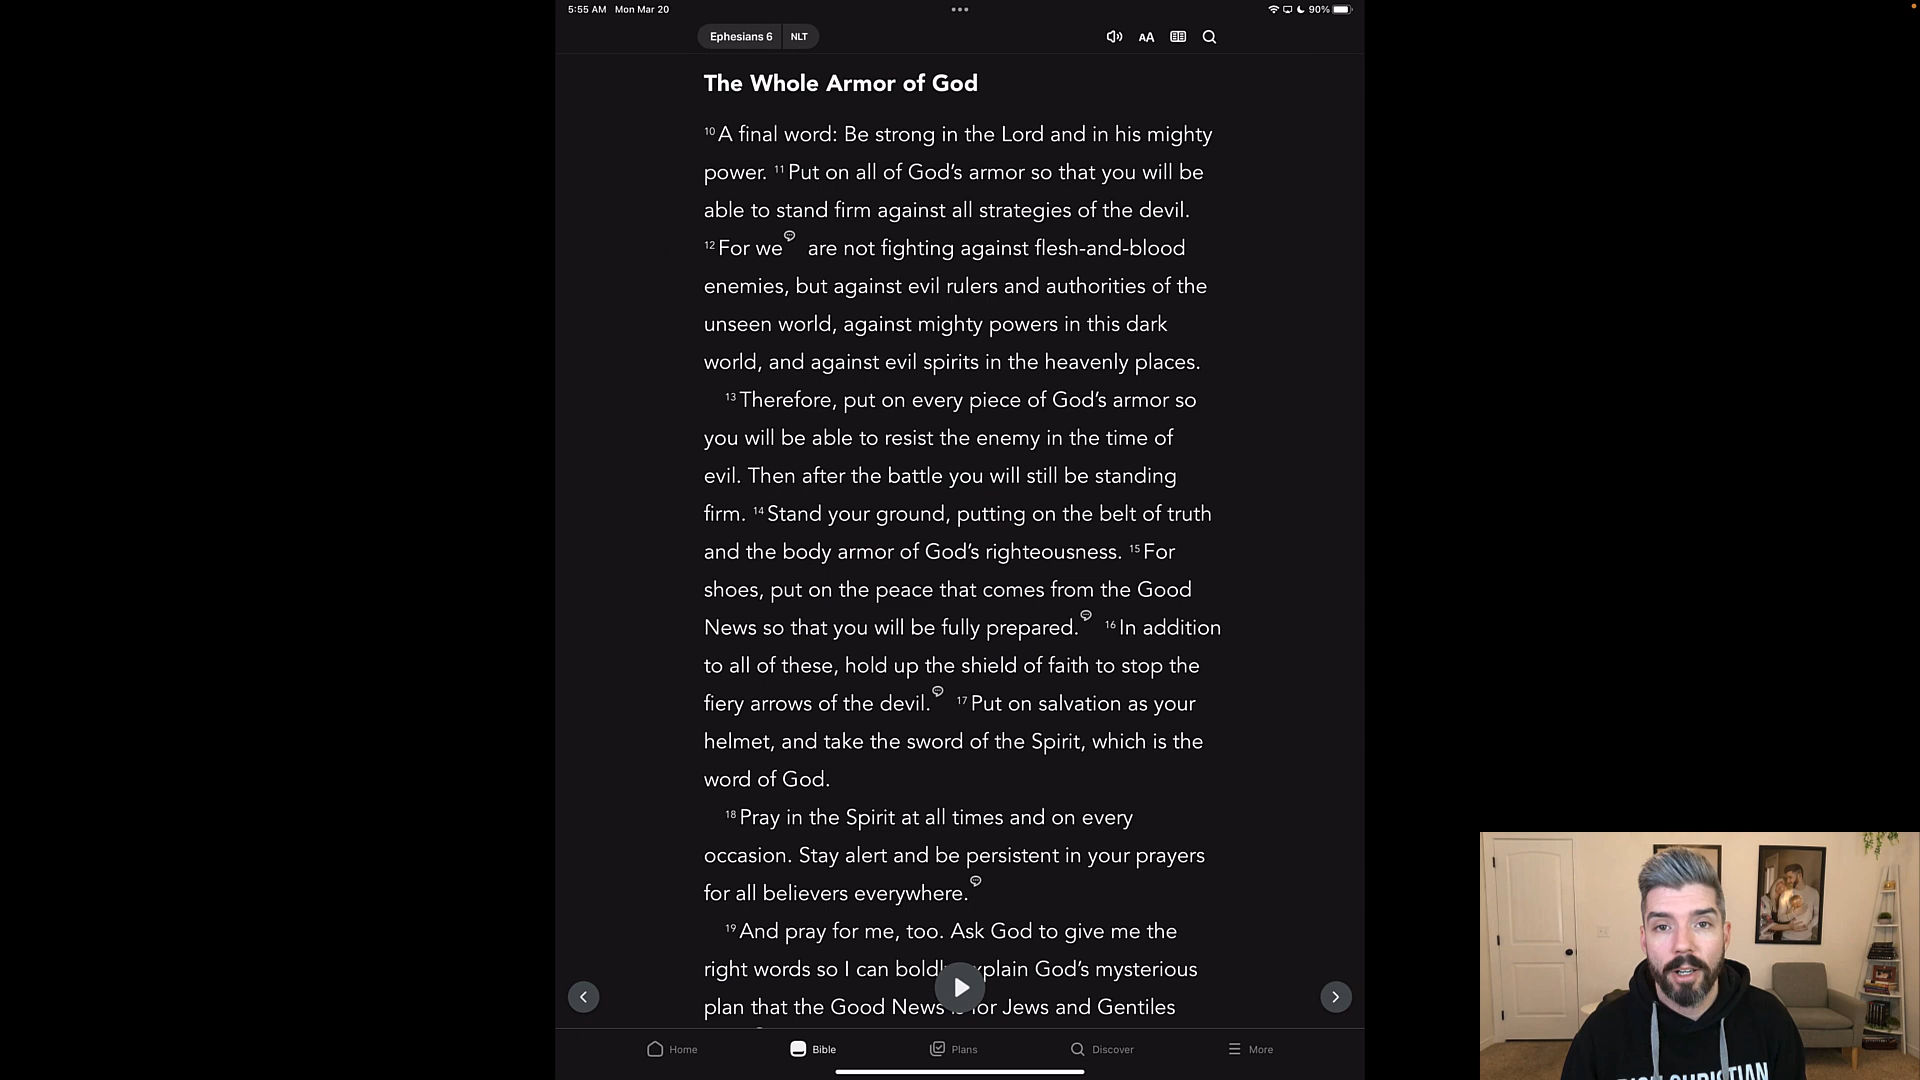 5:55 AM Mon Mar 20
90%
Ephesians 6 NLT
AA
The Whole Armor of God
10 A final word: Be strong in the Lord and in his mighty
power. 11 Put on all of God's armor so that you will be
able to stand firm against all strategies of the devil.
12 For we are not fighting against flesh-and-blood
enemies, but against evil rulers and authorities of the
unseen world, against mighty powers in this dark
world, and against evil spirits in the heavenly places.
13 Therefore, put on every piece of God's armor so
you will be able to resist the enemy in the time of
evil. Then after the battle you will still be standing
firm. 14 Stand your ground, putting on the belt of truth
and the body armor of God's righteousness. 15 For
shoes, put on the peace that comes from the Good
News so that you will be fully prepared. 16 In addition
to all of these, hold up the shield of faith to stop the
fiery arrows of the devil. 17 Put on salvation as your
helmet, and take the sword of the Spirit, which is the
word of God.
18 Pray in the Spirit at all times and on every
occasion. Stay alert and be persistent in your prayers
for all believers everywhere.
19 And pray for me, too. Ask God to give me the
right words so I can God's mysterious
plan that the Good News for Jews and Gentiles
Home Bible Plans Discover More
CHRISTIAN